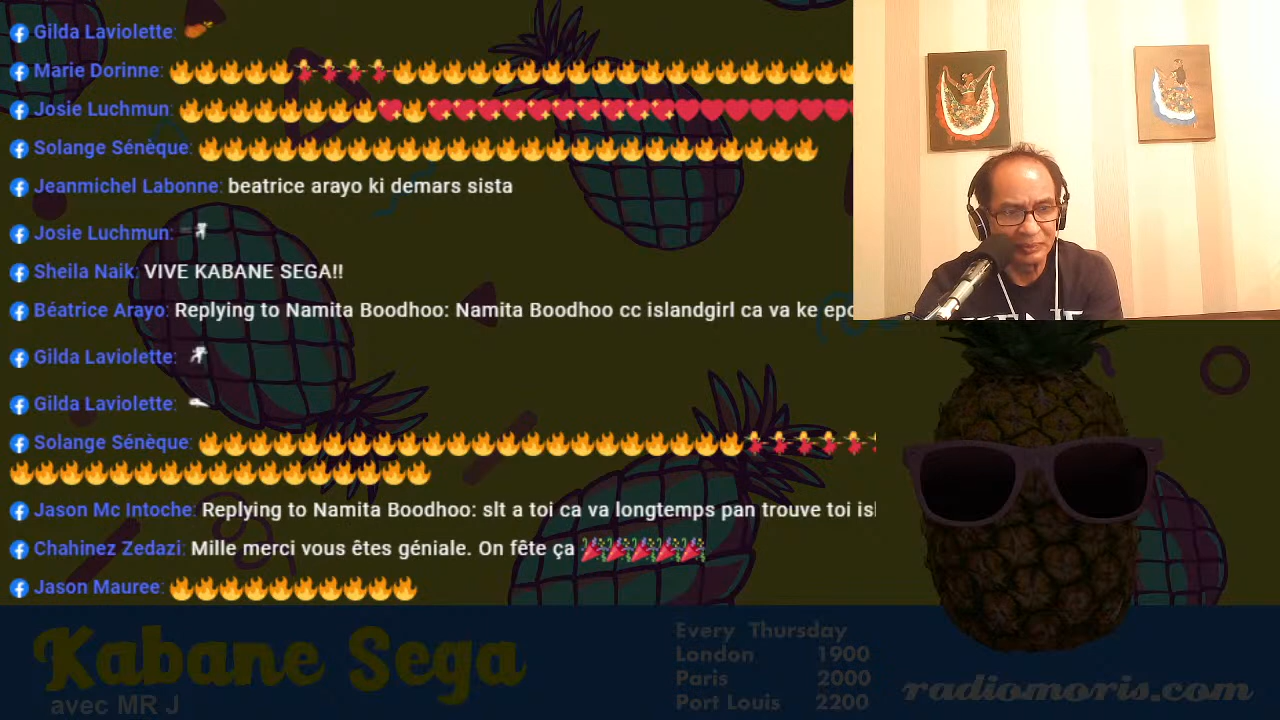 Gilda Laviolette:
Marie Dorinne: 🔥🔥🔥🔥🔥💃💃💃💃🔥🔥🔥🔥🔥🔥🔥🔥🔥🔥🔥🔥🔥🔥🔥🔥🔥🔥🔥
Josie Luchmun: 🔥🔥🔥🔥🔥🔥🔥🔥💖🔥💖💖💖💖💖💖💖💖💖💖❤❤❤❤❤❤❤
Solange Sénèque: 🔥🔥🔥🔥🔥🔥🔥🔥🔥🔥🔥🔥🔥🔥🔥🔥🔥🔥🔥🔥🔥🔥🔥🔥🔥
Jeanmichel Labonne: beatrice arayo ki demars sista
Josie Luchmun:
Sheila Naik: VIVE KABANE SEGA!!
Béatrice Arayo: Replying to Namita Boodhoo: Namita Boodhoo cc islandgirl ca va ke epo
Gilda Laviolette:
Gilda Laviolette:
Solange Sénèque: 🔥🔥🔥🔥🔥🔥🔥🔥🔥🔥🔥🔥🔥🔥🔥🔥🔥🔥🔥🔥🔥🔥💃💃💃💃💃
🔥🔥🔥🔥🔥🔥🔥🔥🔥🔥🔥🔥🔥🔥🔥🔥🔥
Jason Mc Intoche: Replying to Namita Boodhoo: slt a toi ca va longtemps pan trouve toi isl
Chahinez Zedazi: Mille merci vous êtes géniale. On fête ça 🎉🎉🎉🎉🎉
Jason Mauree: 🔥🔥🔥🔥🔥🔥🔥🔥🔥🔥
Kabane Sega
avec MR J
Every Thursday
London 1900
Paris 2000
Port Louis 2200
radiomoris.com